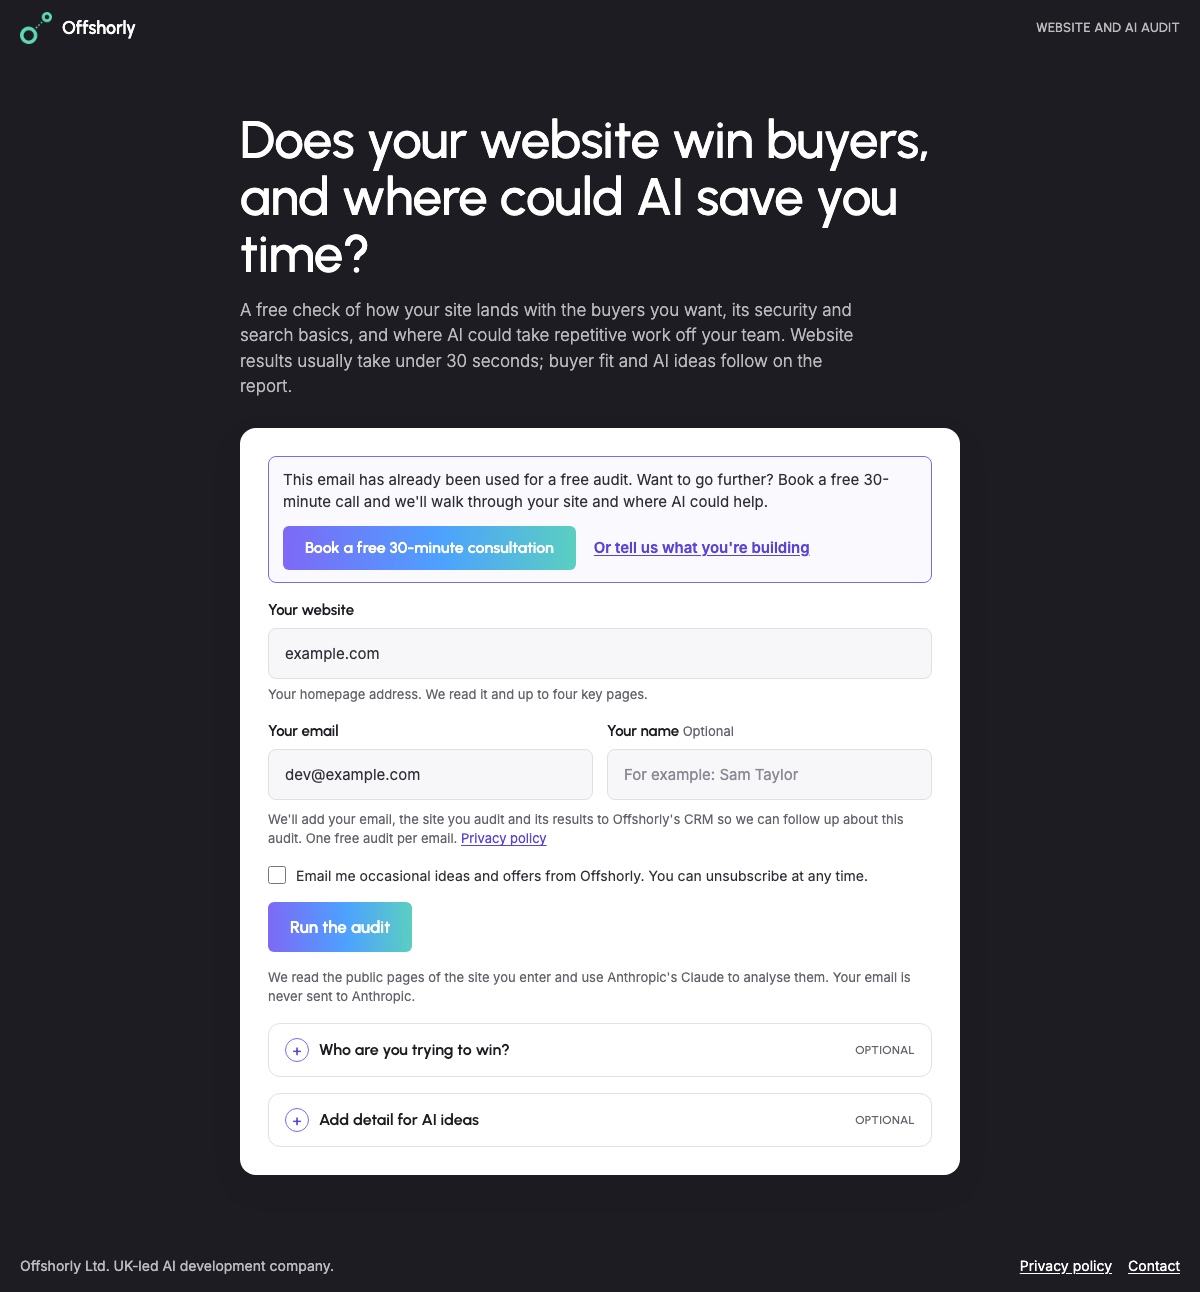 Offshorly
WEBSITE AND AI AUDIT
Does your website win buyers,
and where could AI save you
time?
A free check of how your site lands with the buyers you want, its security and
search basics, and where AI could take repetitive work off your team. Website
results usually take under 30 seconds; buyer fit and AI ideas follow on the
report.
This email has already been used for a free audit. Want to go further? Book a free 30-
minute call and we'll walk through your site and where AI could help.
Book a free 30-minute consultation
Or tell us what you're building
Your website
example.com
Your homepage address. We read it and up to four key pages.
Your email
dev@example.com
Your name Optional
For example: Sam Taylor
We'll add your email, the site you audit and its results to Offshorly's CRM so we can follow up about this
audit. One free audit per email. Privacy policy
Email me occasional ideas and offers from Offshorly. You can unsubscribe at any time.
Run the audit
We read the public pages of the site you enter and use Anthropic's Claude to analyse them. Your email is
never sent to Anthropic.
+ Who are you trying to win? OPTIONAL
+ Add detail for AI ideas OPTIONAL
Offshorly Ltd. UK-led AI development company.
Privacy policy Contact